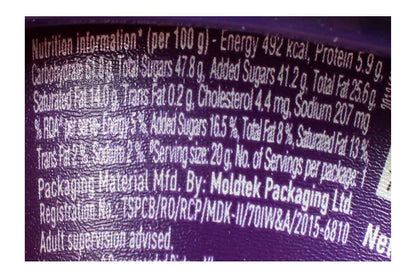 Nutrition information* (per 100 g) - Energy 492 kcal, Protein 5.9 g,
Carbohydrate 61.4 g, Total Sugars 47.8 g, Added Sugars 41.2 g, Total Fat 25.6 g,
Saturated Fat 14.0 g, Trans Fat 0.2 g, Cholesterol 4.4 mg, Sodium 207 mg
% RDA* per serve Energy 5%, Added Sugars 16.5 %, Total Fat 8 %, Saturated Fat 13 %,
Trans Fat 2%, Sodium 2%. *Serving size: 20 g; No. of Servings per package: 1
Packaging Material Mfd. By: Moldtek Packaging Ltd.
Registration No. TSPCB/RO/RCP/MDK-II/70IW&A/2015-6810
Adult supervision advised.
Net